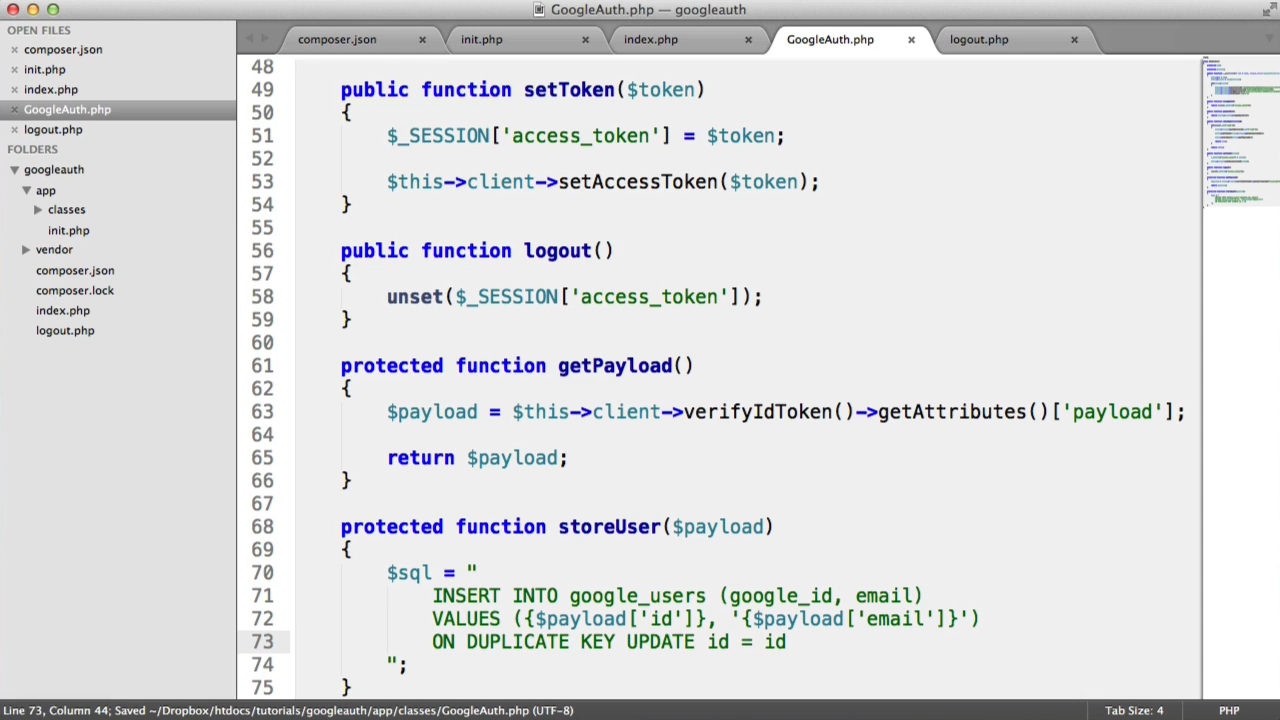 GoogleAuth.php — googleauth
OPEN FILES
composer.json
init.php
index.php
GoogleAuth.php
logout.php
FOLDERS
googleauth
app
classes
init.php
vendor
composer.json
composer.lock
index.php
logout.php
composer.json
init.php
index.php
GoogleAuth.php
logout.php
48
49 public function setToken($token)
50 {
51 $_SESSION['access_token'] = $token;
52
53 $this->client->setAccessToken($token);
54 }
55
56 public function logout()
57 {
58 unset($_SESSION['access_token']);
59 }
60
61 protected function getPayload()
62 {
63 $payload = $this->client->verifyIdToken()->getAttributes()['payload'];
64
65 return $payload;
66 }
67
68 protected function storeUser($payload)
69 {
70 $sql = "
71 INSERT INTO google_users (google_id, email)
72 VALUES ({$payload['id']}, '{$payload['email']}')
73 ON DUPLICATE KEY UPDATE id = id
74 ";
75 }
Line 73, Column 44; Saved ~/Dropbox/htdocs/tutorials/googleauth/app/classes/GoogleAuth.php (UTF-8)
Tab Size: 4
PHP